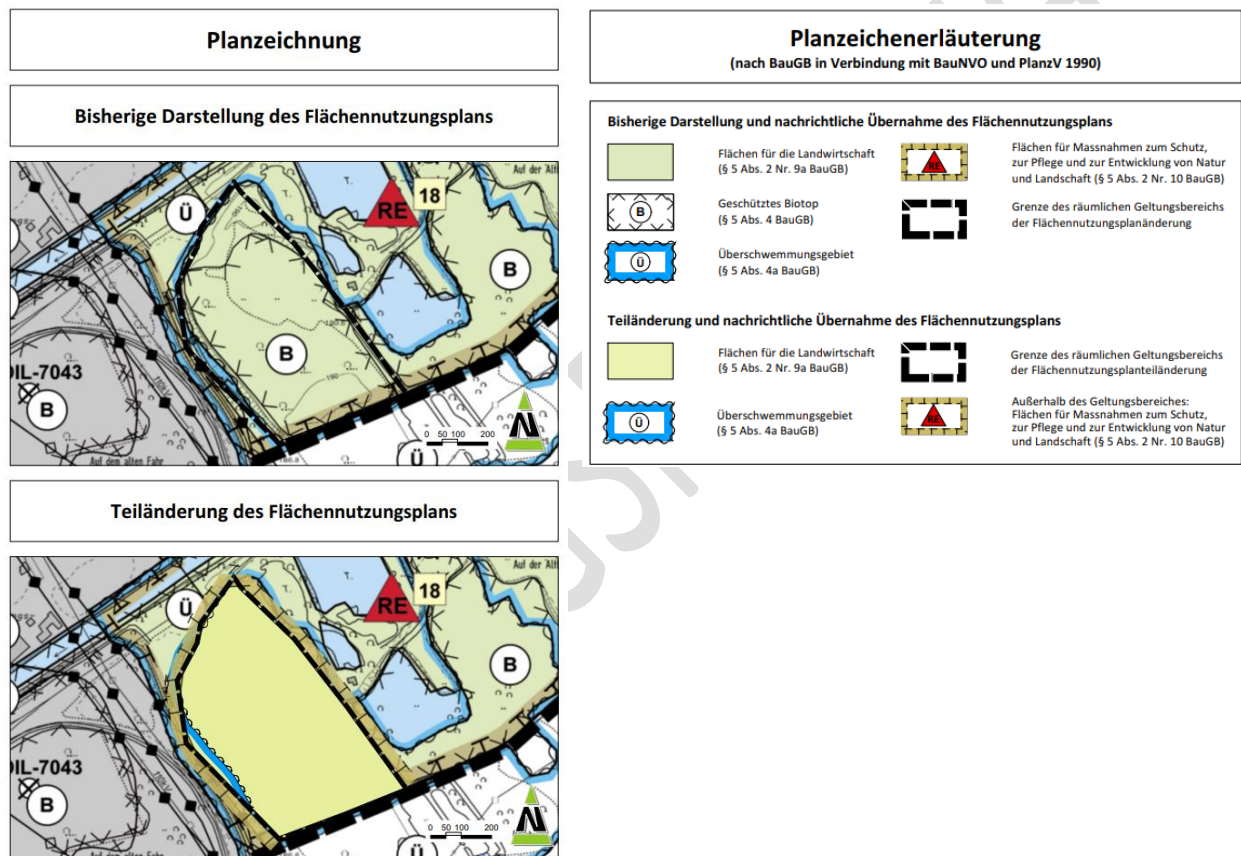 Planzeichnung
Bisherige Darstellung des Flächennutzungsplans
Auf der Alt
Ü
RE
18
B
B
190
110kV
DIL-7043
B
0 50 100 200
N
Auf dem alten Fahr
186.8
Ü
Teiländerung des Flächennutzungsplans
Auf der Alt
Ü
RE
18
B
110kV
DIL-7043
B
0 50 100 200
N
Ü
Planzeichenerläuterung
(nach BauGB in Verbindung mit BauNVO und PlanzV 1990)
Bisherige Darstellung und nachrichtliche Übernahme des Flächennutzungsplans
Flächen für die Landwirtschaft
(§ 5 Abs. 2 Nr. 9a BauGB)
B
Geschütztes Biotop
(§ 5 Abs. 4 BauGB)
Ü
Überschwemmungsgebiet
(§ 5 Abs. 4a BauGB)
RE
Flächen für Massnahmen zum Schutz,
zur Pflege und zur Entwicklung von Natur
und Landschaft (§ 5 Abs. 2 Nr. 10 BauGB)
Grenze des räumlichen Geltungsbereichs
der Flächennutzungsplanänderung
Teiländerung und nachrichtliche Übernahme des Flächennutzungsplans
Flächen für die Landwirtschaft
(§ 5 Abs. 2 Nr. 9a BauGB)
Ü
Überschwemmungsgebiet
(§ 5 Abs. 4a BauGB)
Grenze des räumlichen Geltungsbereichs
der Flächennutzungsplanteiländerung
RE
Außerhalb des Geltungsbereiches:
Flächen für Massnahmen zum Schutz,
zur Pflege und zur Entwicklung von Natur
und Landschaft (§ 5 Abs. 2 Nr. 10 BauGB)